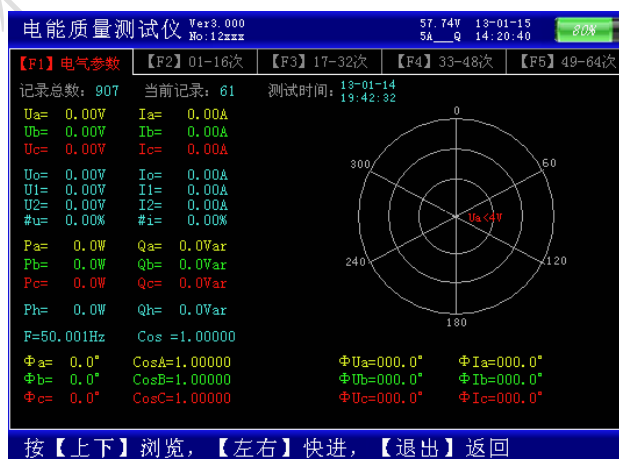 电能质量测试仪 Ver3.000 No:12xxx 57.74V 5A__Q 13-01-15 14:20:40 80%
【F1】电气参数 【F2】01-16次 【F3】17-32次 【F4】33-48次 【F5】49-64次
记录总数: 907 当前记录: 61 测试时间: 13-01-14 19:42:32
Ua= 0.00V Ia= 0.00A
Ub= 0.00V Ib= 0.00A
Uc= 0.00V Ic= 0.00A
Uo= 0.00V Io= 0.00A
U1= 0.00V I1= 0.00A
U2= 0.00V I2= 0.00A
#u= 0.00% #i= 0.00%
Pa= 0.0W Qa= 0.0Var
Pb= 0.0W Qb= 0.0Var
Pc= 0.0W Qc= 0.0Var
Ph= 0.0W Qh= 0.0Var
F=50.001Hz Cos =1.00000
Φa= 0.0° CosA=1.00000
Φb= 0.0° CosB=1.00000
Φc= 0.0° CosC=1.00000
0
60
120
180
240
300
Ua<4V
ΦUa=000.0° ΦIa=000.0°
ΦUb=000.0° ΦIb=000.0°
ΦUc=000.0° ΦIc=000.0°
按【上下】浏览, 【左右】快进, 【退出】返回